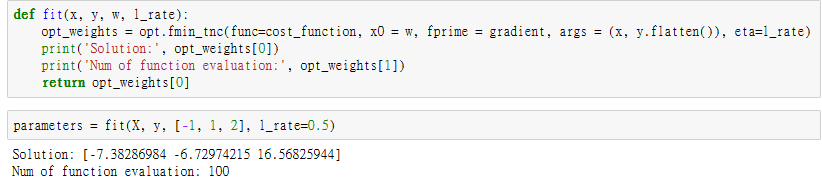 def fit(x, y, w, l_rate):
    opt_weights = opt.fmin_tnc(func=cost_function, x0 = w, fprime = gradient, args = (x, y.flatten()), eta=l_rate)
    print('Solution:', opt_weights[0])
    print('Num of function evaluation:', opt_weights[1])
    return opt_weights[0]
parameters = fit(X, y, [-1, 1, 2], l_rate=0.5)
Solution: [-7.38286984 -6.72974215 16.56825944]
Num of function evaluation: 100